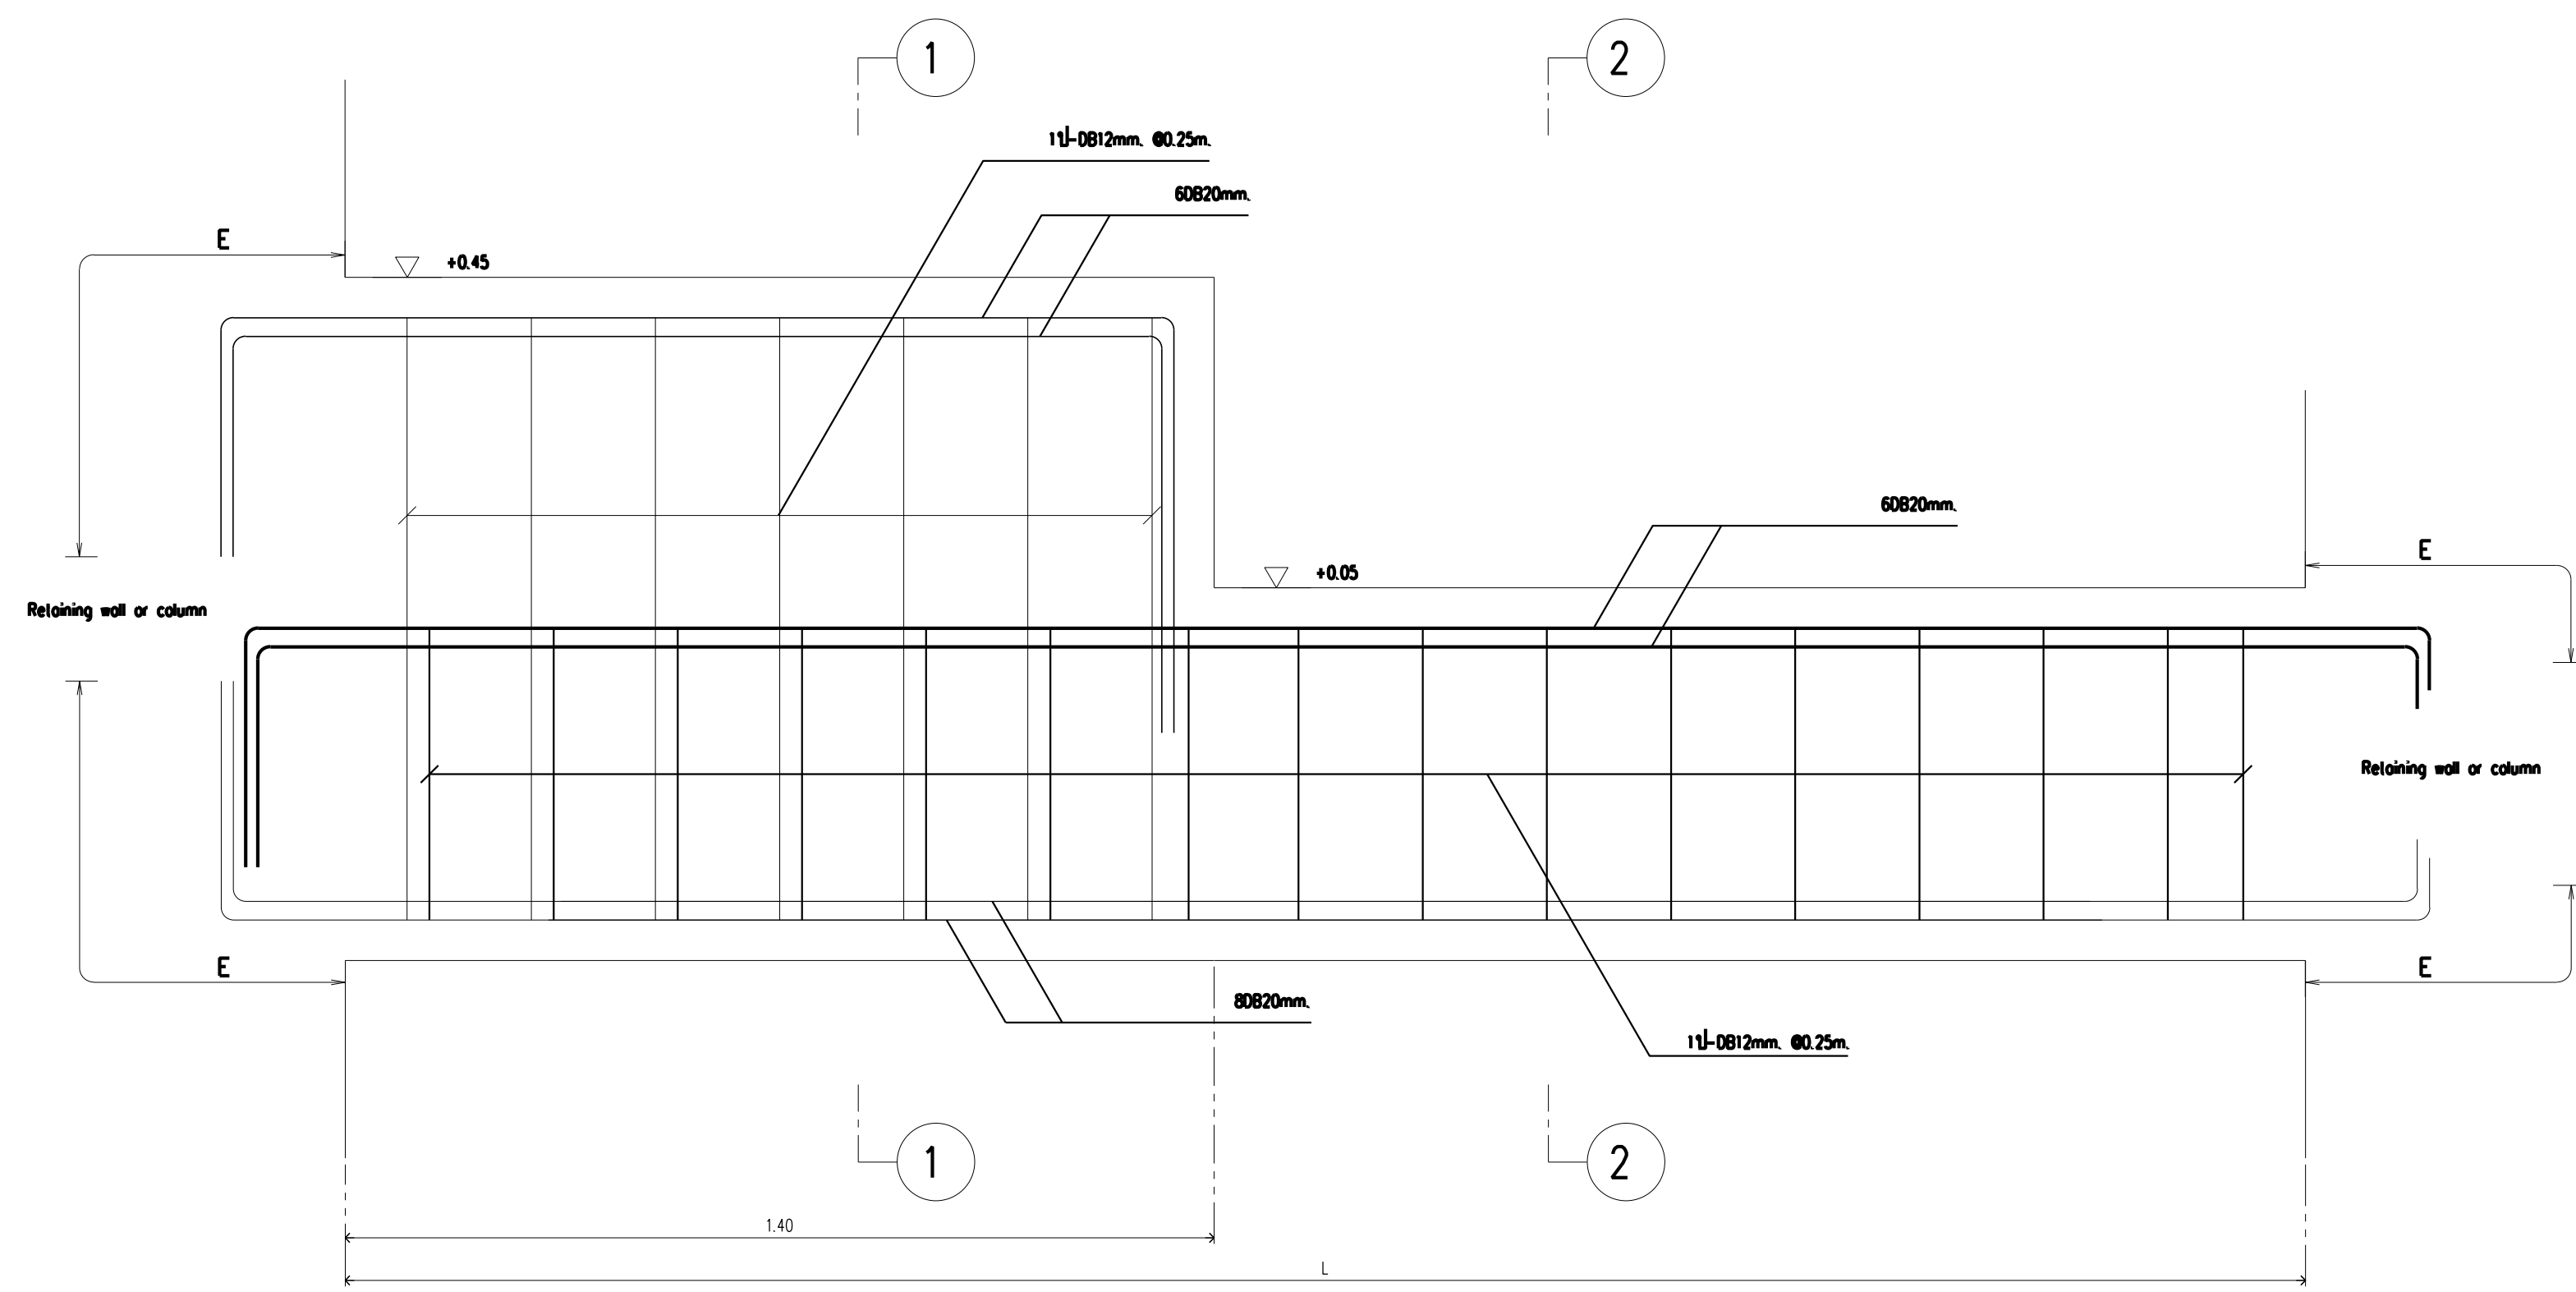 1
2
1ป-DB12mm. @0.25m.
6DB20mm.
E
+0.45
6DB20mm.
E
+0.05
Retaining wall or column
Retaining wall or column
E
E
8DB20mm.
1ป-DB12mm. @0.25m.
1
2
1.40
L